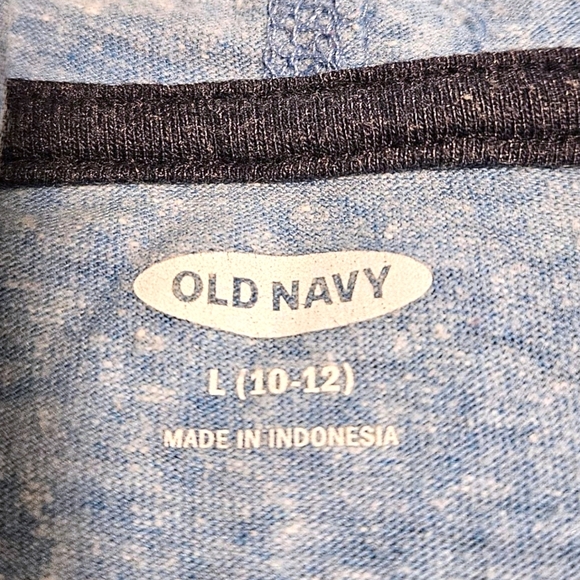 OLD NAVY
L (10-12)
MADE IN INDONESIA